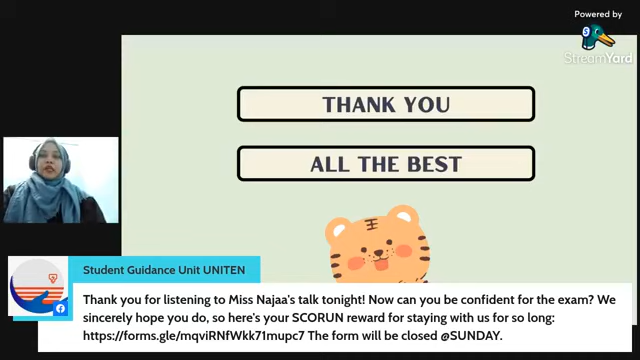 Powered by
StreamYard
THANK YOU
ALL THE BEST
Student Guidance Unit UNITEN
Thank you for listening to Miss Najaa's talk tonight! Now can you be confident for the exam? We
sincerely hope you do, so here's your SCORUN reward for staying with us for so long:
https://forms.gle/mqviRNfWkk71mupc7 The form will be closed @SUNDAY.